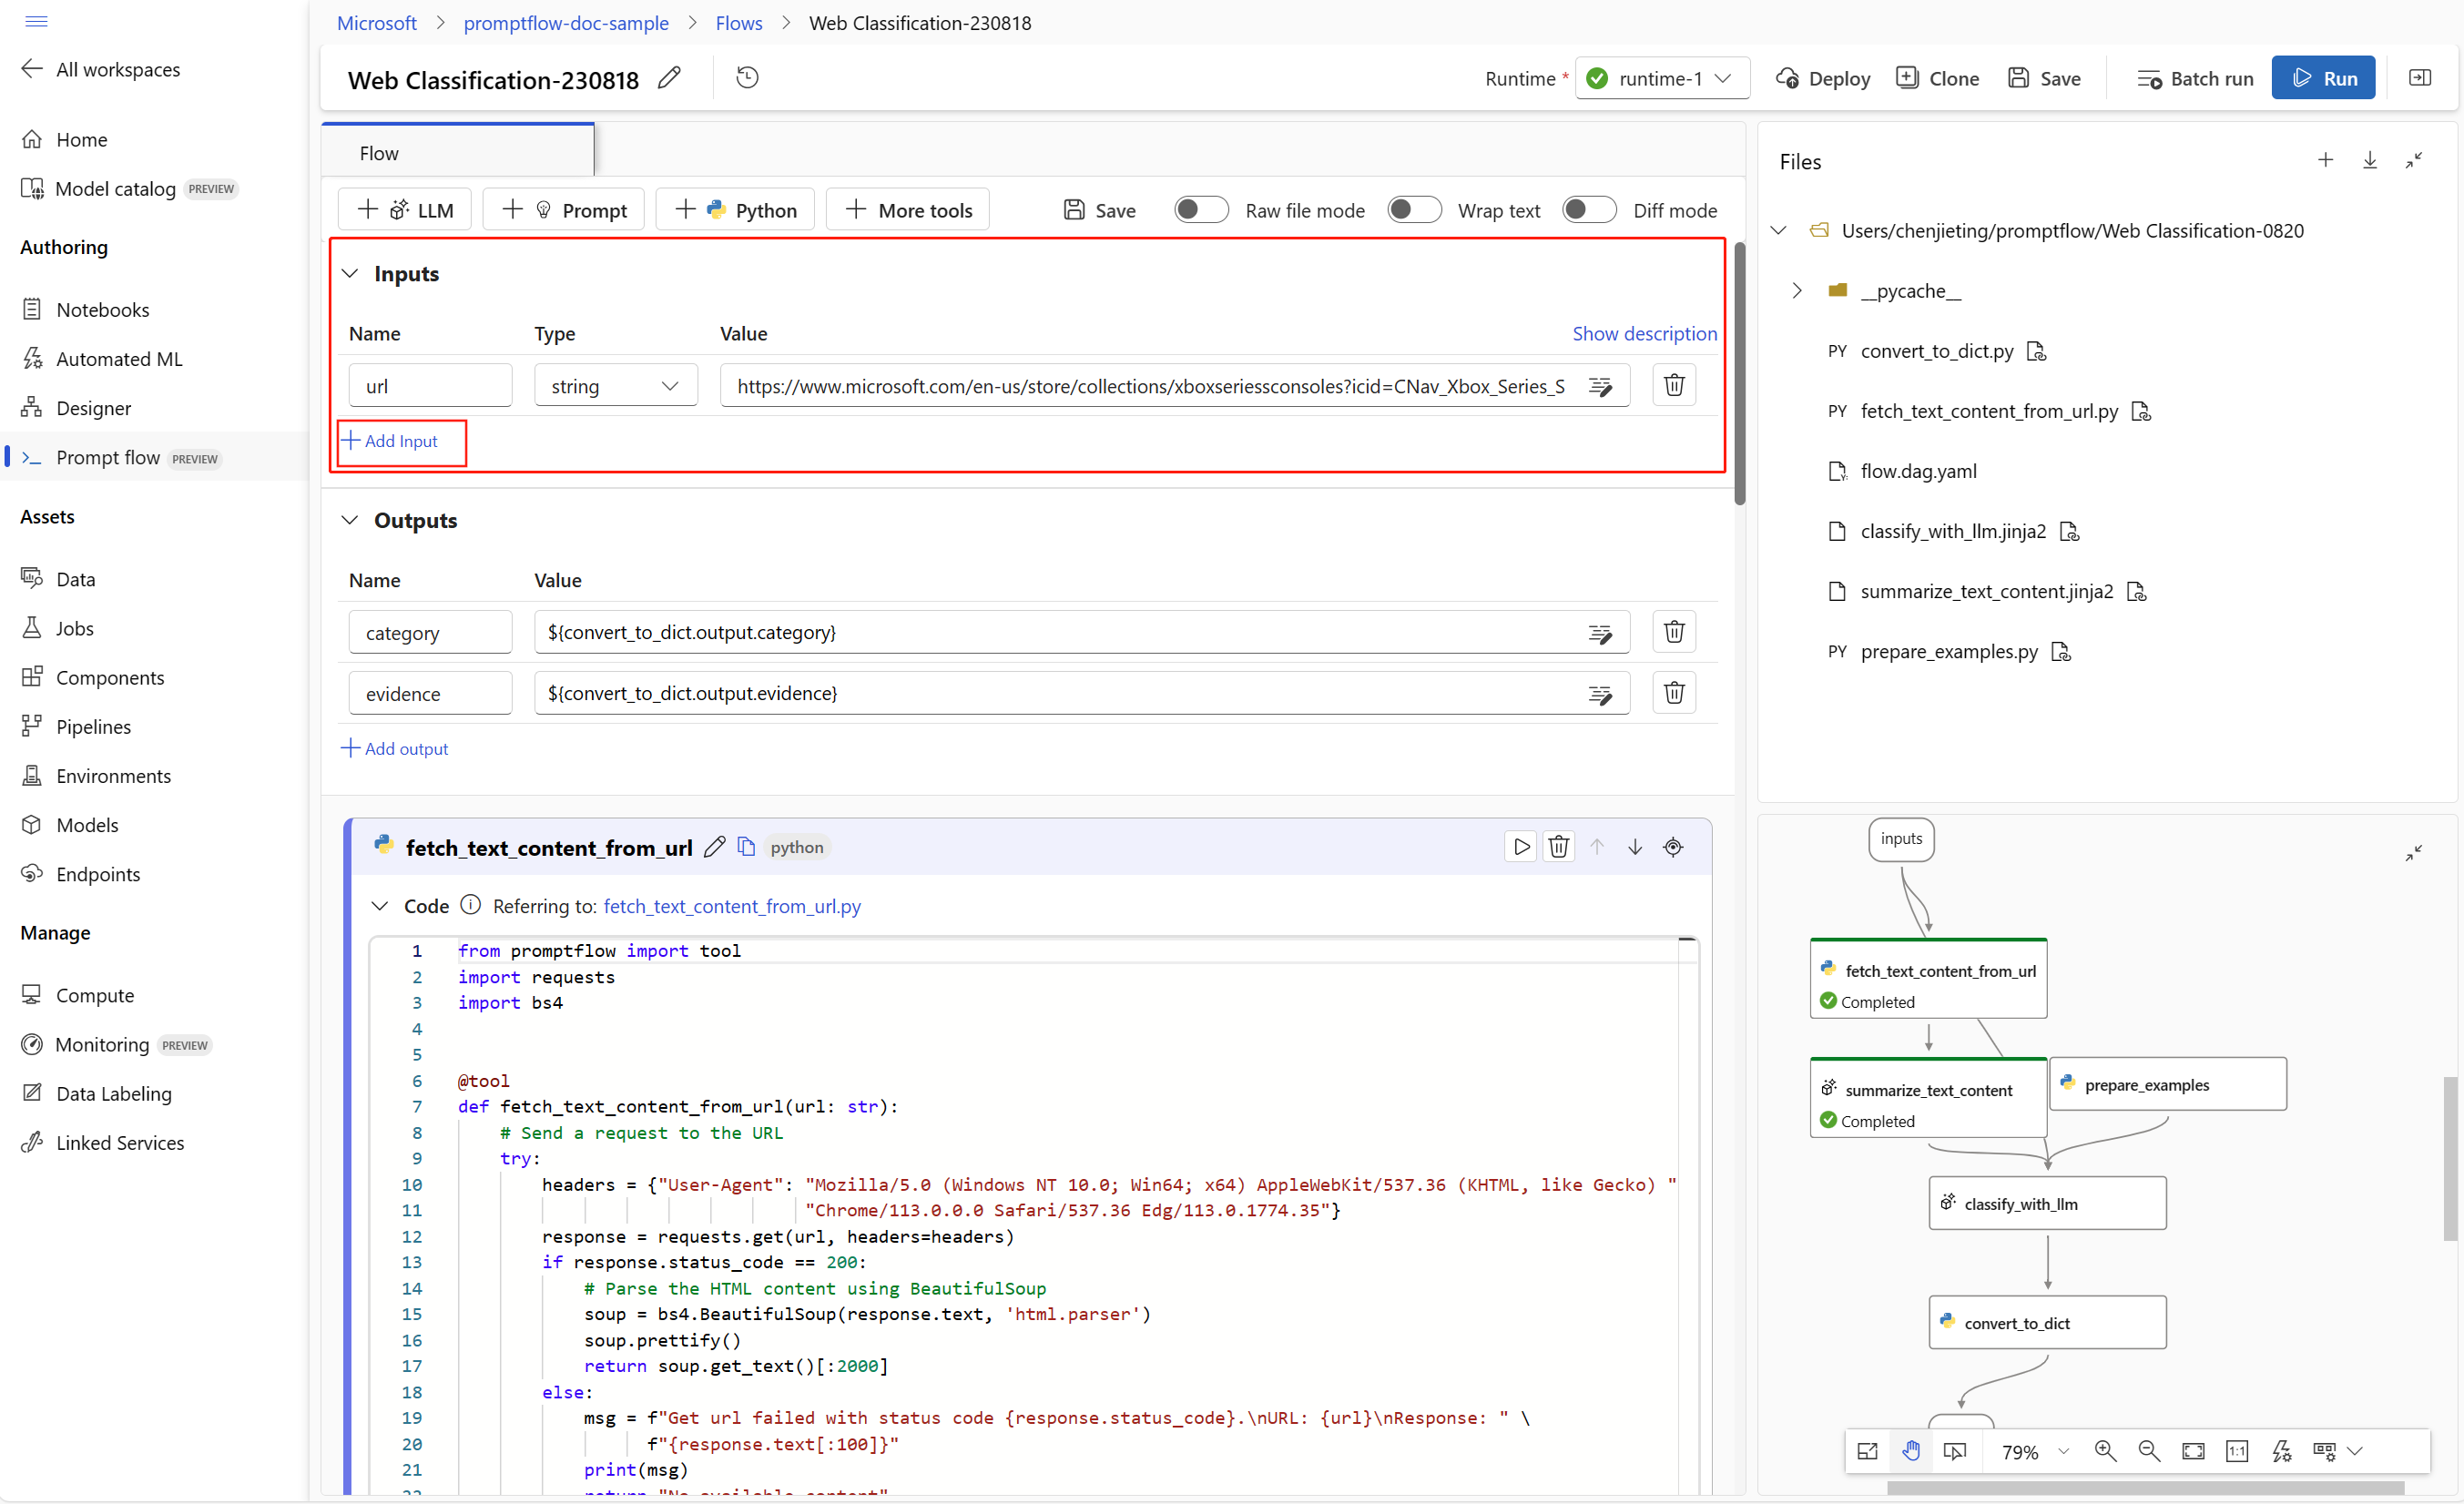 Microsoft > promptflow-doc-sample > Flows > Web Classification-230818
All workspaces
Home
Model catalog PREVIEW
Authoring
Notebooks
Automated ML
Designer
Prompt flow PREVIEW
Assets
Data
Jobs
Components
Pipelines
Environments
Models
Endpoints
Manage
Compute
Monitoring PREVIEW
Data Labeling
Linked Services
Web Classification-230818
Runtime * runtime-1 Deploy Clone Save Batch run Run
Flow
LLM Prompt Python More tools Save Raw file mode Wrap text Diff mode
Inputs
Name Type Value Show description
url string https://www.microsoft.com/en-us/store/collections/xboxseriessconsoles?icid=CNav_Xbox_Series_S
Add Input
Outputs
Name Value
category ${convert_to_dict.output.category}
evidence ${convert_to_dict.output.evidence}
Add output
fetch_text_content_from_url python
Code Referring to: fetch_text_content_from_url.py
1 from promptflow import tool
2 import requests
3 import bs4
4
5
6 @tool
7 def fetch_text_content_from_url(url: str):
8 # Send a request to the URL
9 try:
10 headers = {"User-Agent": "Mozilla/5.0 (Windows NT 10.0; Win64; x64) AppleWebKit/537.36 (KHTML, like Gecko) "
11 "Chrome/113.0.0.0 Safari/537.36 Edg/113.0.1774.35"}
12 response = requests.get(url, headers=headers)
13 if response.status_code == 200:
14 # Parse the HTML content using BeautifulSoup
15 soup = bs4.BeautifulSoup(response.text, 'html.parser')
16 soup.prettify()
17 return soup.get_text()[:2000]
18 else:
19 msg = f"Get url failed with status code {response.status_code}.\nURL: {url}\nResponse: " \
20 f"{response.text[:100]}"
21 print(msg)
22 return "No available content"
Files
Users/chenjieting/promptflow/Web Classification-0820
__pycache__
PY convert_to_dict.py
PY fetch_text_content_from_url.py
flow.dag.yaml
classify_with_llm.jinja2
summarize_text_content.jinja2
PY prepare_examples.py
inputs
fetch_text_content_from_url
Completed
summarize_text_content
Completed
prepare_examples
classify_with_llm
convert_to_dict
79% 1:1